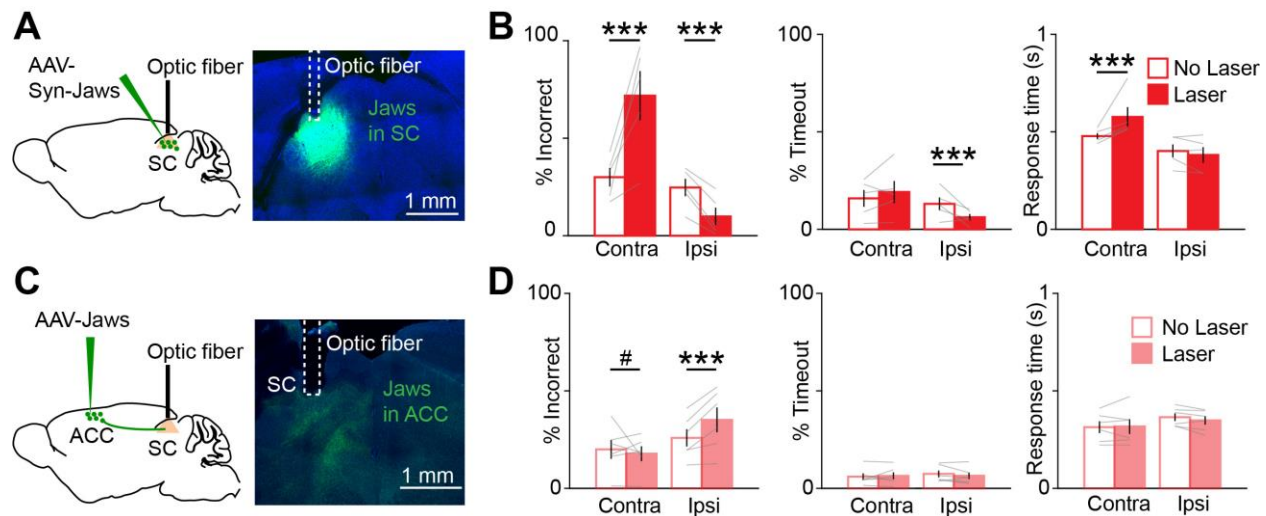 A
AAV-
Syn-Jaws
Optic fiber
SC
Optic fiber
Jaws
in SC
1 mm
B
% Incorrect
100
0
***
***
Contra
Ipsi
% Timeout
100
0
***
Contra
Ipsi
Response time (s)
1
0
***
No Laser
Laser
Contra
Ipsi
C
AAV-Jaws
Optic fiber
ACC
SC
Optic fiber
SC
Jaws
in ACC
1 mm
D
% Incorrect
100
0
#
***
Contra
Ipsi
% Timeout
100
0
Contra
Ipsi
Response time (s)
1
0
No Laser
Laser
Contra
Ipsi